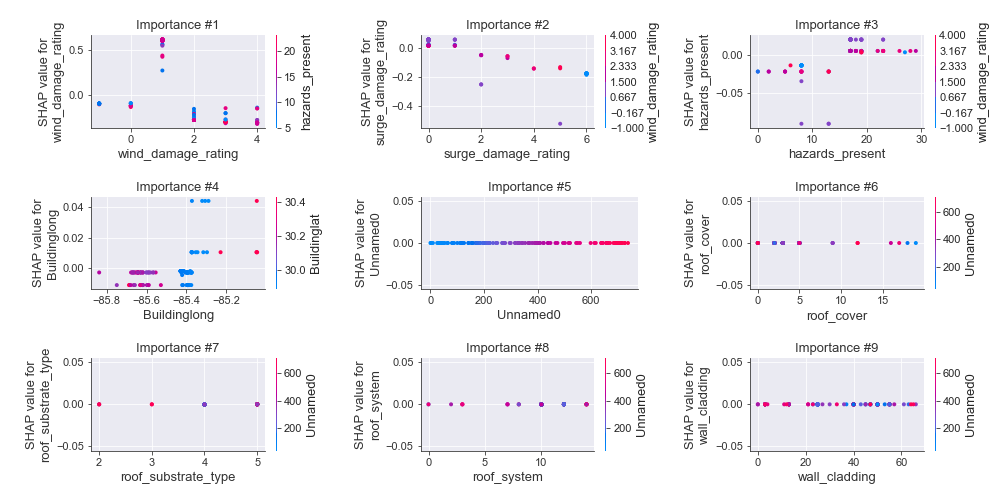 Importance #1
SHAP value for
wind_damage_rating
0.5
0.0
0
2
4
wind_damage_rating
20
15
10
5
hazards_present
Importance #2
SHAP value for
surge_damage_rating
0.0
−0.2
−0.4
0
2
4
6
surge_damage_rating
4.000
3.167
2.333
1.500
0.667
−0.167
−1.000
wind_damage_rating
Importance #3
SHAP value for
hazards_present
0.00
−0.05
0
10
20
30
hazards_present
4.000
3.167
2.333
1.500
0.667
−0.167
−1.000
wind_damage_rating
Importance #4
SHAP value for
Buildinglong
0.04
0.02
0.00
−85.8
−85.6
−85.4
−85.2
Buildinglong
30.4
30.2
30.0
Buildinglat
Importance #5
SHAP value for
Unnamed0
0.05
0.00
−0.05
0
200
400
600
Unnamed0
Importance #6
SHAP value for
roof_cover
0.05
0.00
−0.05
0
5
10
15
roof_cover
600
400
200
Unnamed0
Importance #7
SHAP value for
roof_substrate_type
0.05
0.00
−0.05
2
3
4
5
roof_substrate_type
600
400
200
Unnamed0
Importance #8
SHAP value for
roof_system
0.05
0.00
−0.05
0
5
10
roof_system
600
400
200
Unnamed0
Importance #9
SHAP value for
wall_cladding
0.05
0.00
−0.05
0
20
40
60
wall_cladding
600
400
200
Unnamed0